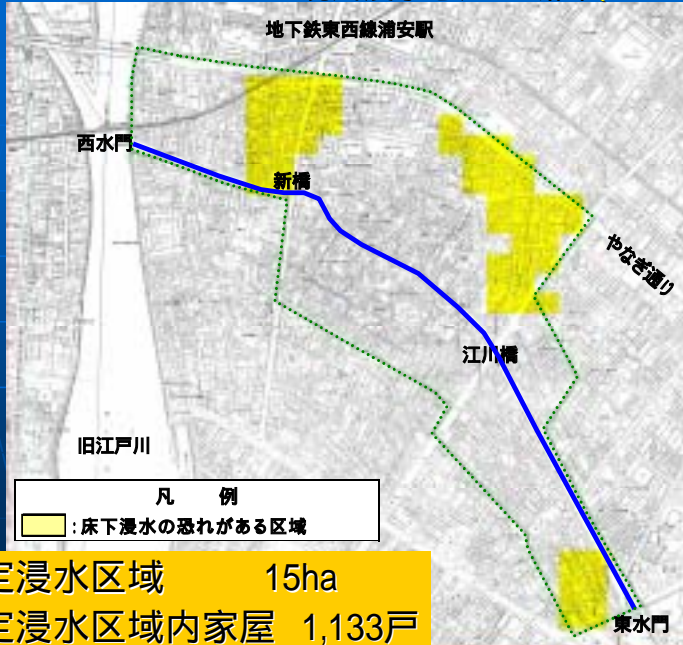 地下鉄東西線浦安駅
西水門
新橋
やなぎ通り
江川橋
旧江戸川
凡 例
：床下浸水の恐れがある区域
定浸水区域 15ha
定浸水区域内家屋 1,133戸
東水門